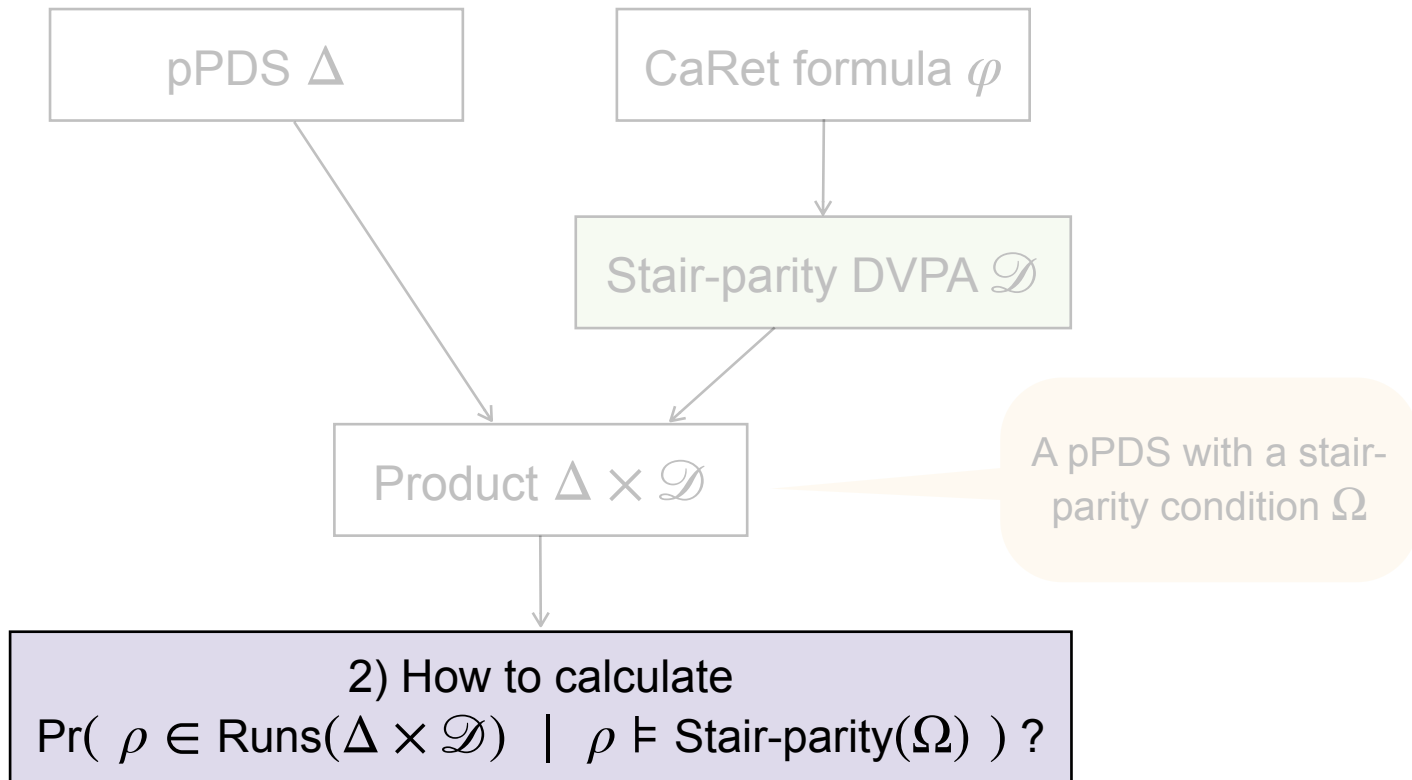 pPDS Δ
CaRet formula φ
Stair-parity DVPA 𝒟
Product Δ × 𝒟
A pPDS with a stair-
parity condition Ω
2) How to calculate
Pr( ρ ∈ Runs(Δ × 𝒟) | ρ ⊧ Stair-parity(Ω) ) ?